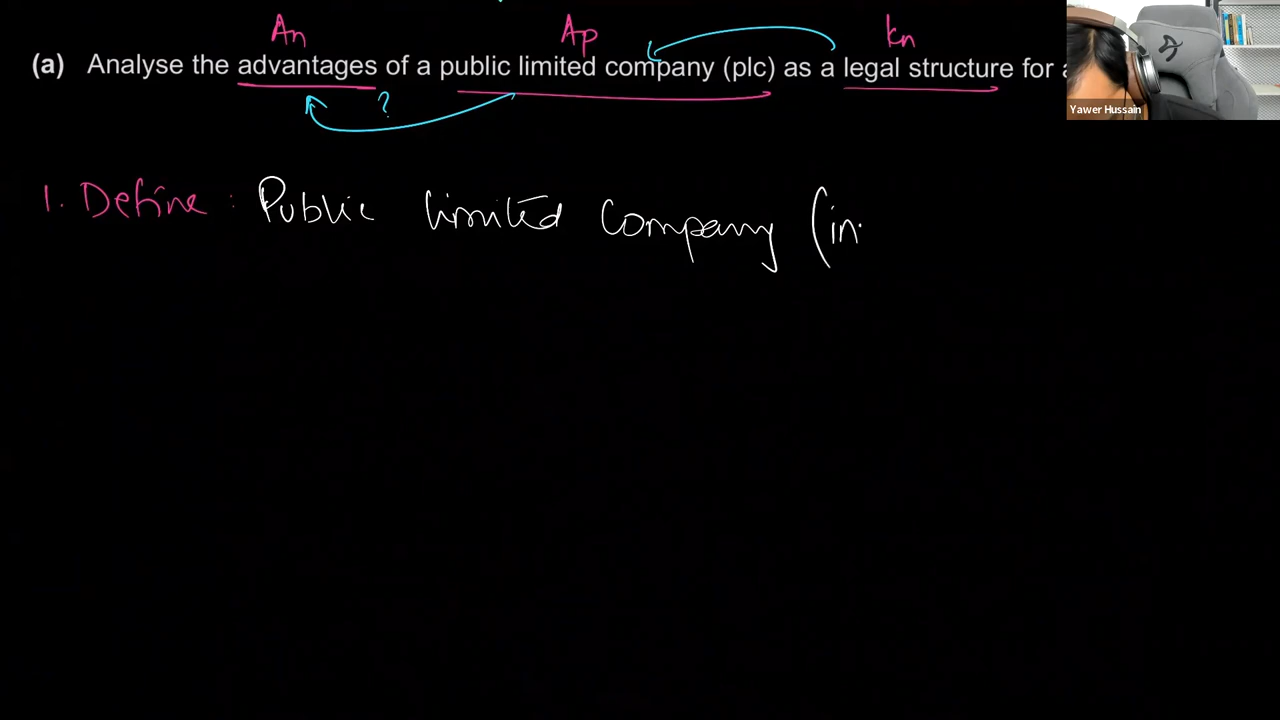 An Ap Kn
(a) Analyse the advantages of a public limited company (plc) as a legal structure for
?
Yawer Hussain
1. Define : Public limited company (in